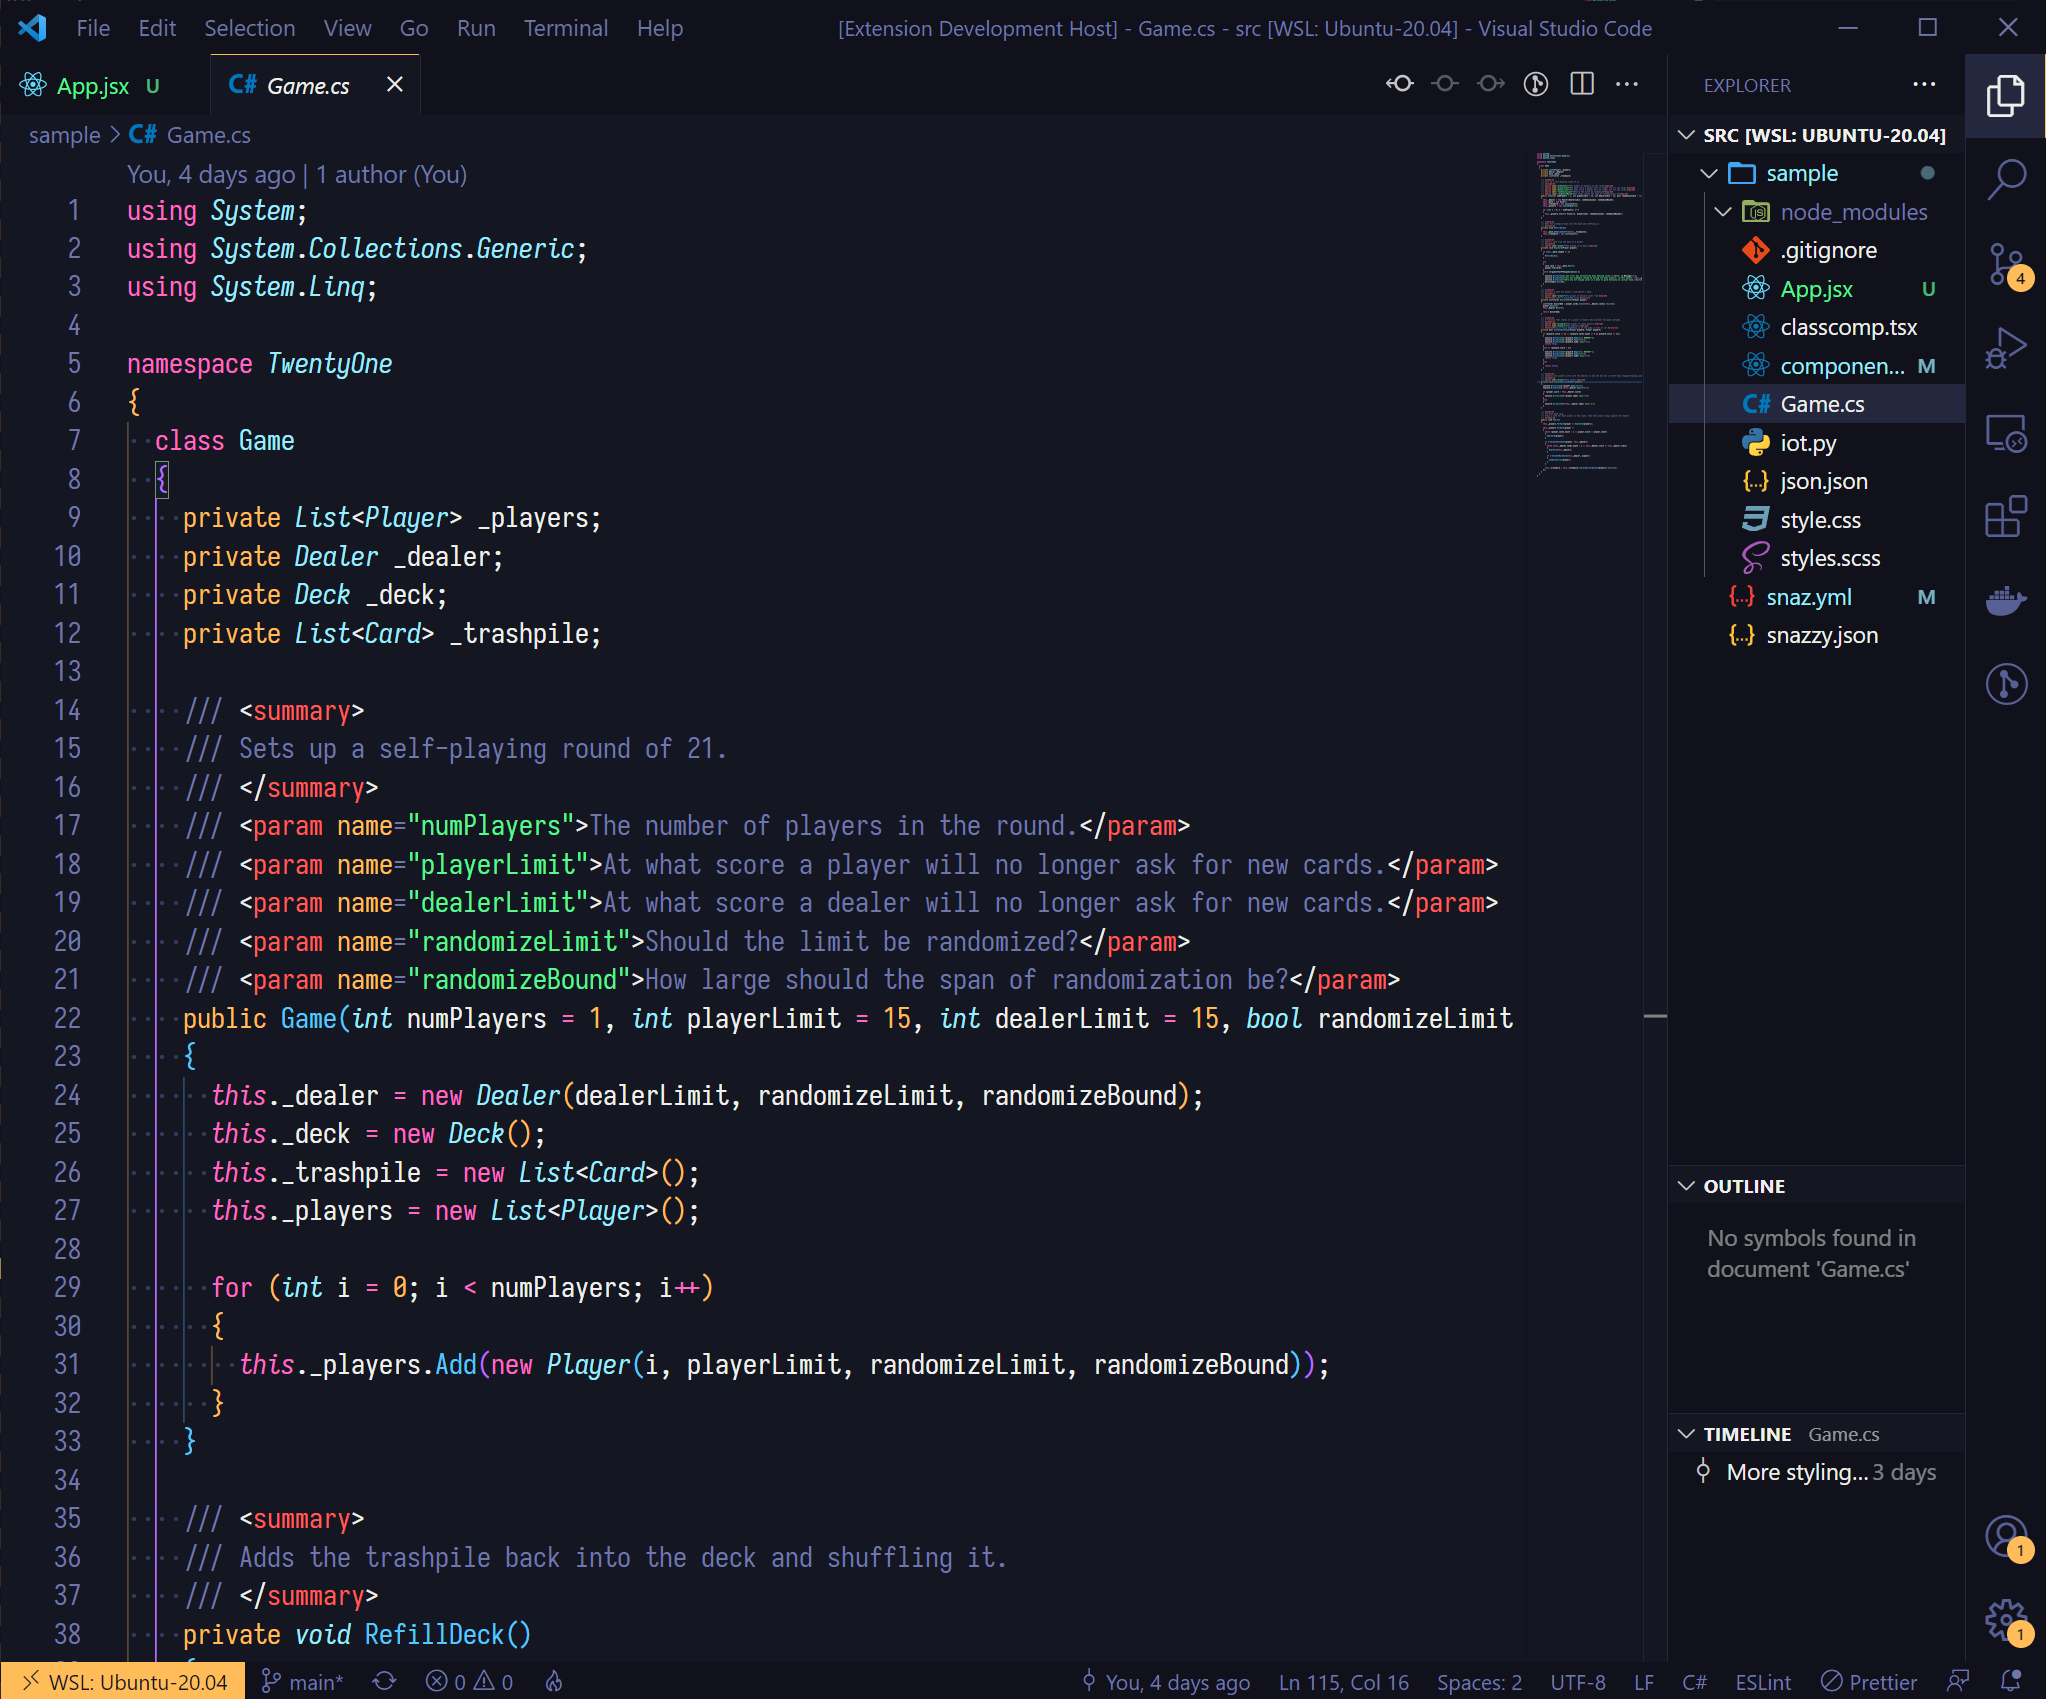 File Edit Selection View Go Run Terminal Help [Extension Development Host] - Game.cs - src [WSL: Ubuntu-20.04] - Visual Studio Code
App.jsx U C# Game.cs
sample > C# Game.cs
You, 4 days ago | 1 author (You)
1 using System;
2 using System.Collections.Generic;
3 using System.Linq;
4
5 namespace TwentyOne
6 {
7 class Game
8 {
9 private List<Player> _players;
10 private Dealer _dealer;
11 private Deck _deck;
12 private List<Card> _trashpile;
13
14 /// <summary>
15 /// Sets up a self-playing round of 21.
16 /// </summary>
17 /// <param name="numPlayers">The number of players in the round.</param>
18 /// <param name="playerLimit">At what score a player will no longer ask for new cards.</param>
19 /// <param name="dealerLimit">At what score a dealer will no longer ask for new cards.</param>
20 /// <param name="randomizeLimit">Should the limit be randomized?</param>
21 /// <param name="randomizeBound">How large should the span of randomization be?</param>
22 public Game(int numPlayers = 1, int playerLimit = 15, int dealerLimit = 15, bool randomizeLimit
23 {
24 this._dealer = new Dealer(dealerLimit, randomizeLimit, randomizeBound);
25 this._deck = new Deck();
26 this._trashpile = new List<Card>();
27 this._players = new List<Player>();
28
29 for (int i = 0; i < numPlayers; i++)
30 {
31 this._players.Add(new Player(i, playerLimit, randomizeLimit, randomizeBound));
32 }
33 }
34
35 /// <summary>
36 /// Adds the trashpile back into the deck and shuffling it.
37 /// </summary>
38 private void RefillDeck()
EXPLORER
SRC [WSL: UBUNTU-20.04]
sample
node_modules
.gitignore
App.jsx U
classcomp.tsx
componen... M
C# Game.cs
iot.py
{...} json.json
style.css
styles.scss
{...} snaz.yml M
{...} snazzy.json
OUTLINE
No symbols found in
document 'Game.cs'
TIMELINE Game.cs
More styling... 3 days
4
1
1
WSL: Ubuntu-20.04 main* 0 0 You, 4 days ago Ln 115, Col 16 Spaces: 2 UTF-8 LF C# ESLint Prettier